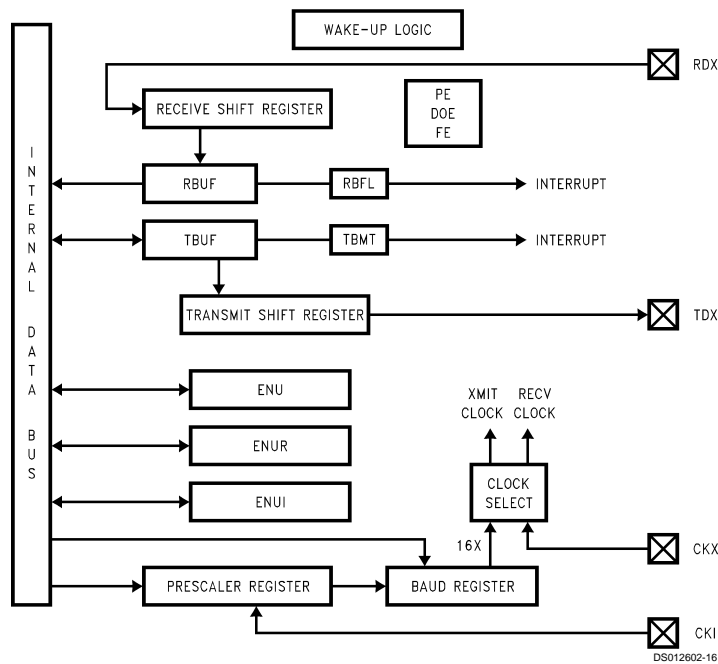 WAKE-UP LOGIC
RDX
RECEIVE SHIFT REGISTER
PE
DOE
FE
INTERNAL DATA BUS
RBUF
RBFL
INTERRUPT
TBUF
TBMT
INTERRUPT
TRANSMIT SHIFT REGISTER
TDX
ENU
XMIT
CLOCK
RECV
CLOCK
ENUR
CLOCK
SELECT
ENUI
16X
CKX
PRESCALER REGISTER
BAUD REGISTER
CKI
DS012602-16